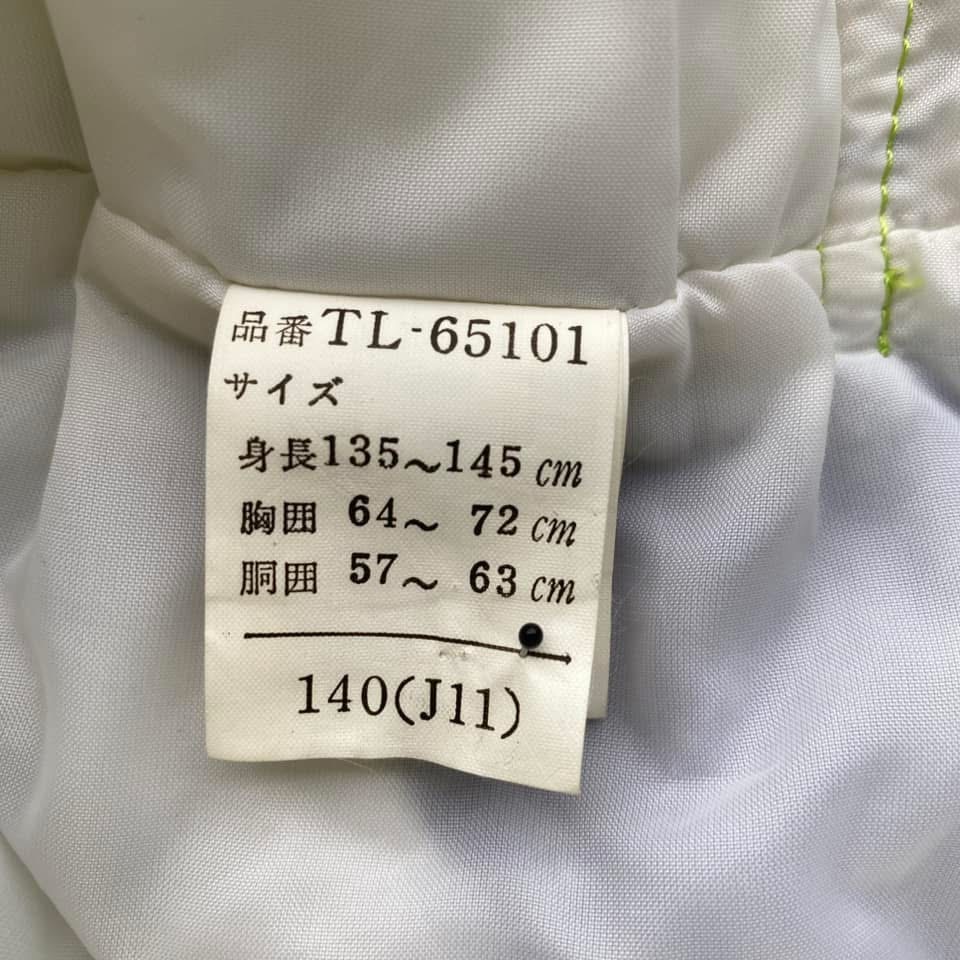 品番TL-65101
サイズ
身長135～145cm
胸囲 64～ 72cm
胴囲 57～ 63cm
140(J11)